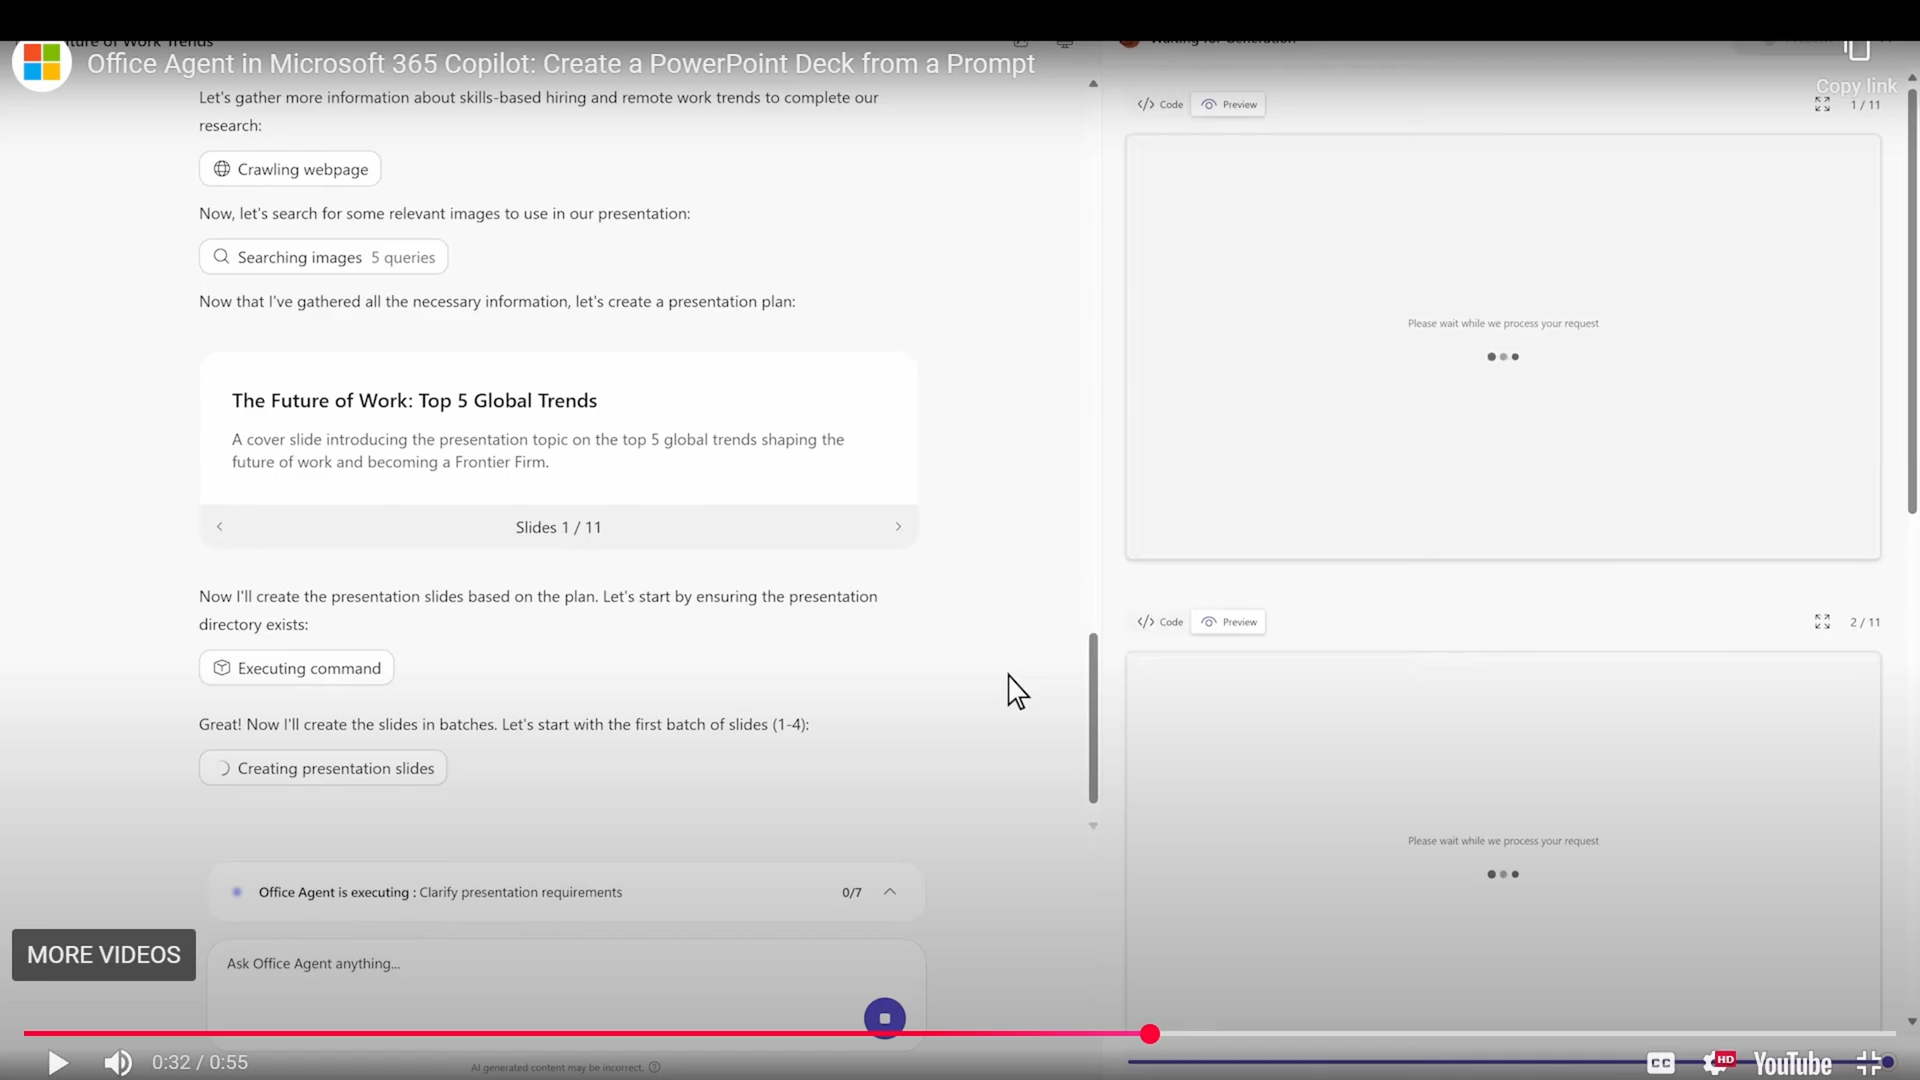 Future of Work Trends
Waiting for Generation
Office Agent in Microsoft 365 Copilot: Create a PowerPoint Deck from a Prompt
Copy link
Let's gather more information about skills-based hiring and remote work trends to complete our
research:
Crawling webpage
Now, let's search for some relevant images to use in our presentation:
Searching images 5 queries
Now that I've gathered all the necessary information, let's create a presentation plan:
The Future of Work: Top 5 Global Trends
A cover slide introducing the presentation topic on the top 5 global trends shaping the
future of work and becoming a Frontier Firm.
Slides 1 / 11
Now I'll create the presentation slides based on the plan. Let's start by ensuring the presentation
directory exists:
Executing command
Great! Now I'll create the slides in batches. Let's start with the first batch of slides (1-4):
Creating presentation slides
Office Agent is executing : Clarify presentation requirements 0/7
Ask Office Agent anything...
AI generated content may be incorrect.
</> Code Preview 1 / 11
Please wait while we process your request
</> Code Preview 2 / 11
Please wait while we process your request
MORE VIDEOS
0:32 / 0:55
CC HD YouTube